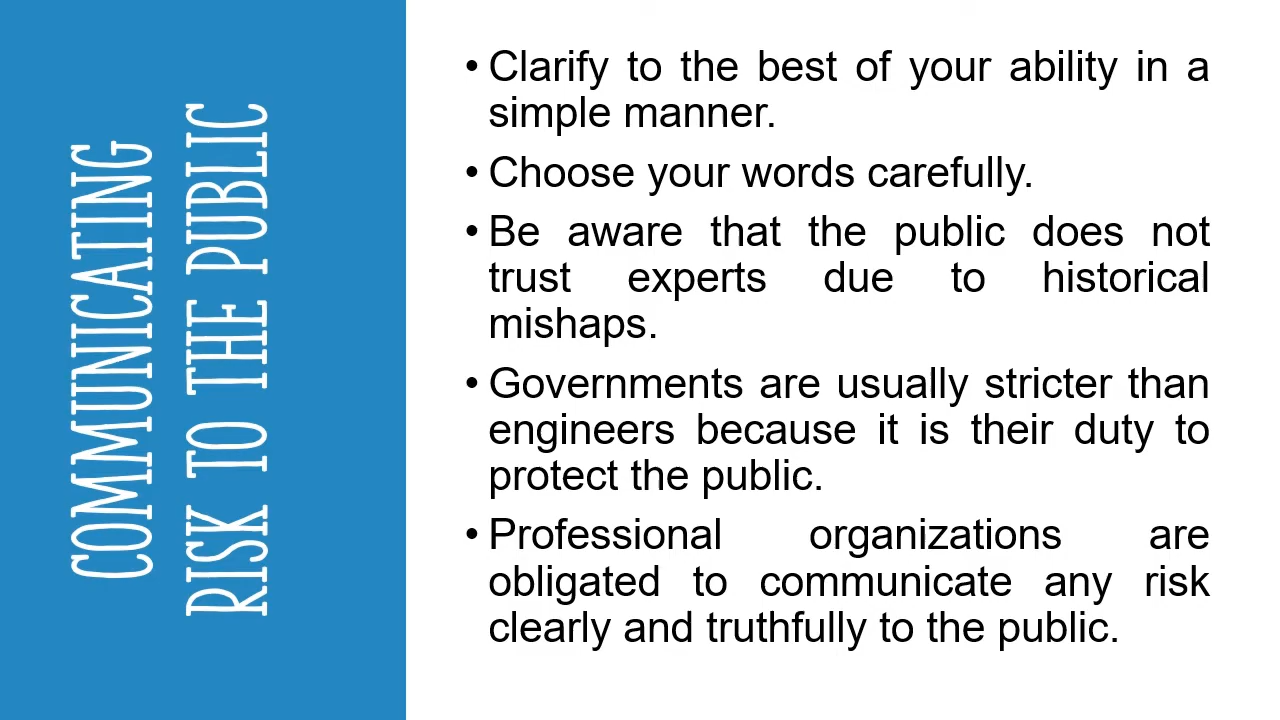 COMMUNICATING
RISK TO THE PUBLIC
• Clarify to the best of your ability in a
simple manner.
• Choose your words carefully.
• Be aware that the public does not
trust experts due to historical
mishaps.
• Governments are usually stricter than
engineers because it is their duty to
protect the public.
• Professional organizations are
obligated to communicate any risk
clearly and truthfully to the public.